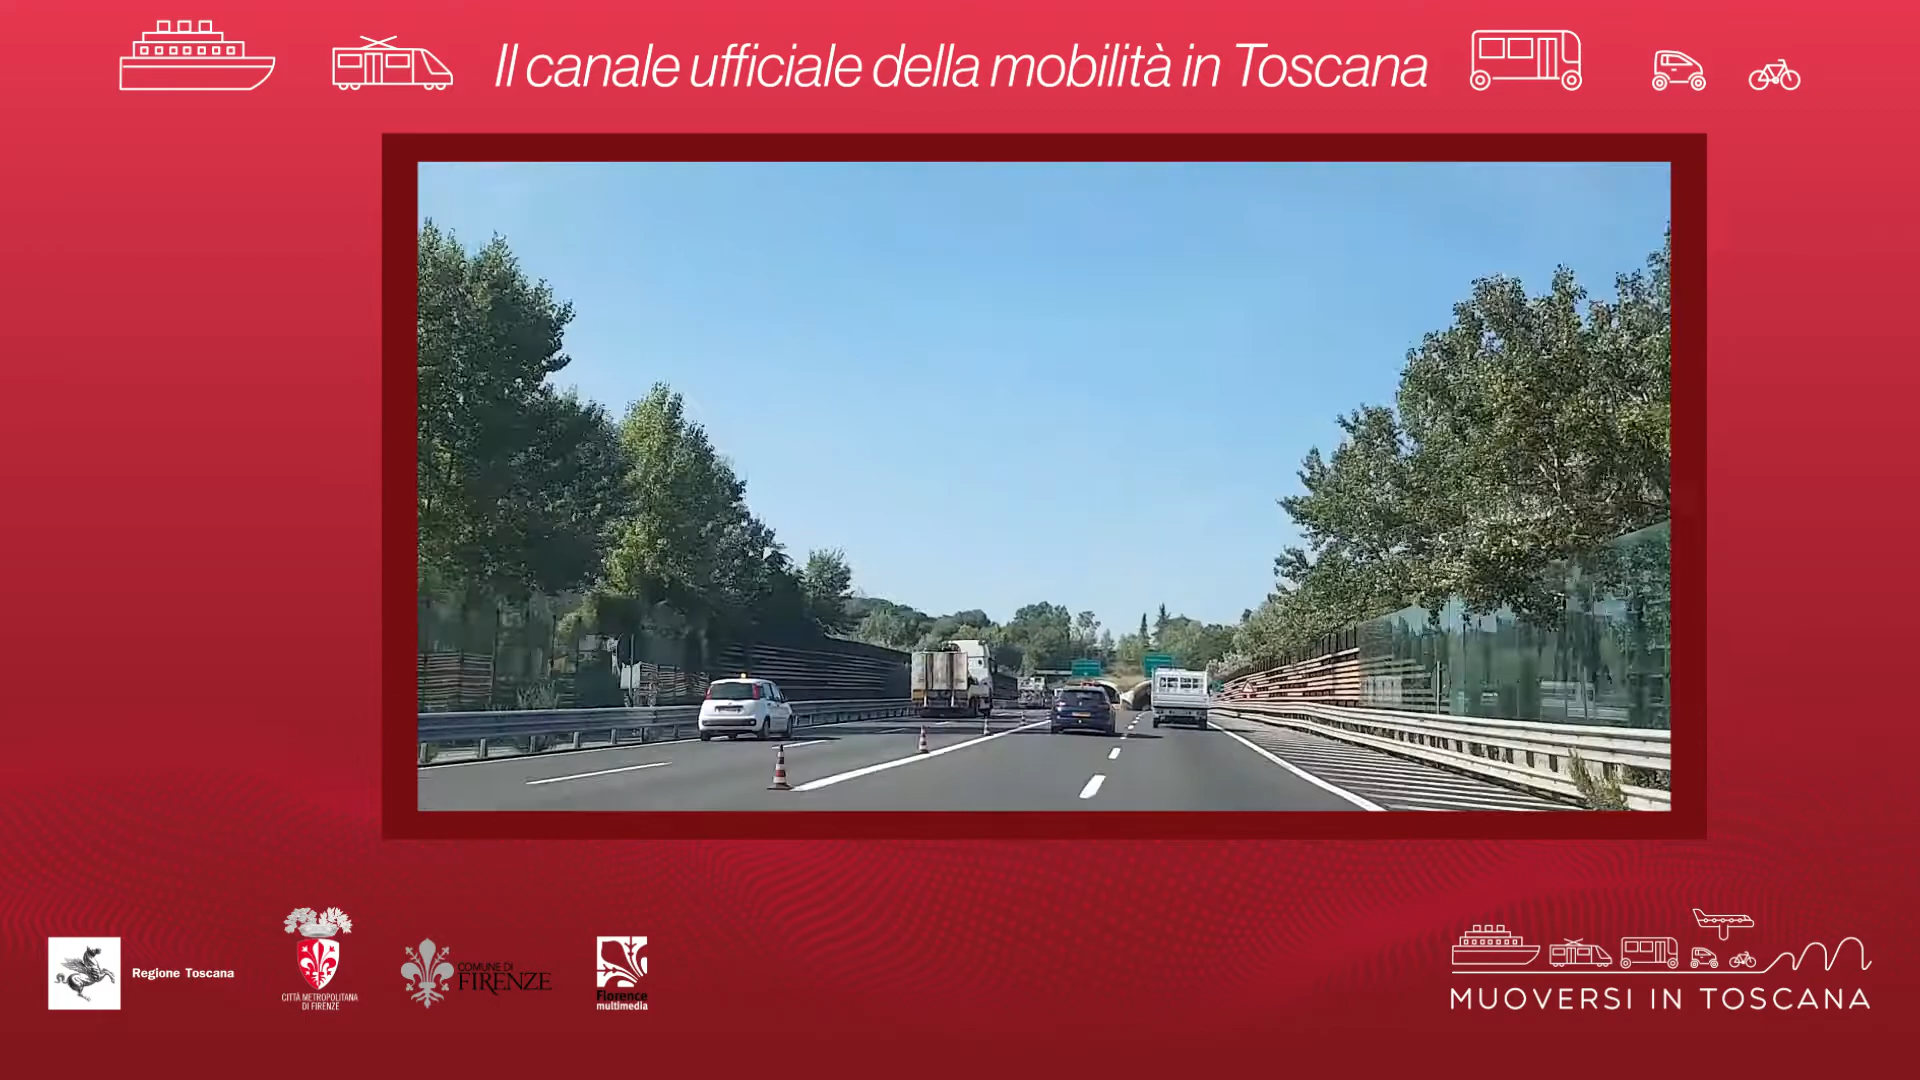 Il canale ufficiale della mobilità in Toscana
Regione Toscana
CITTÀ METROPOLITANA
DI FIRENZE
COMUNE DI
FIRENZE
Florence
multimedia
MUOVERSI IN TOSCANA